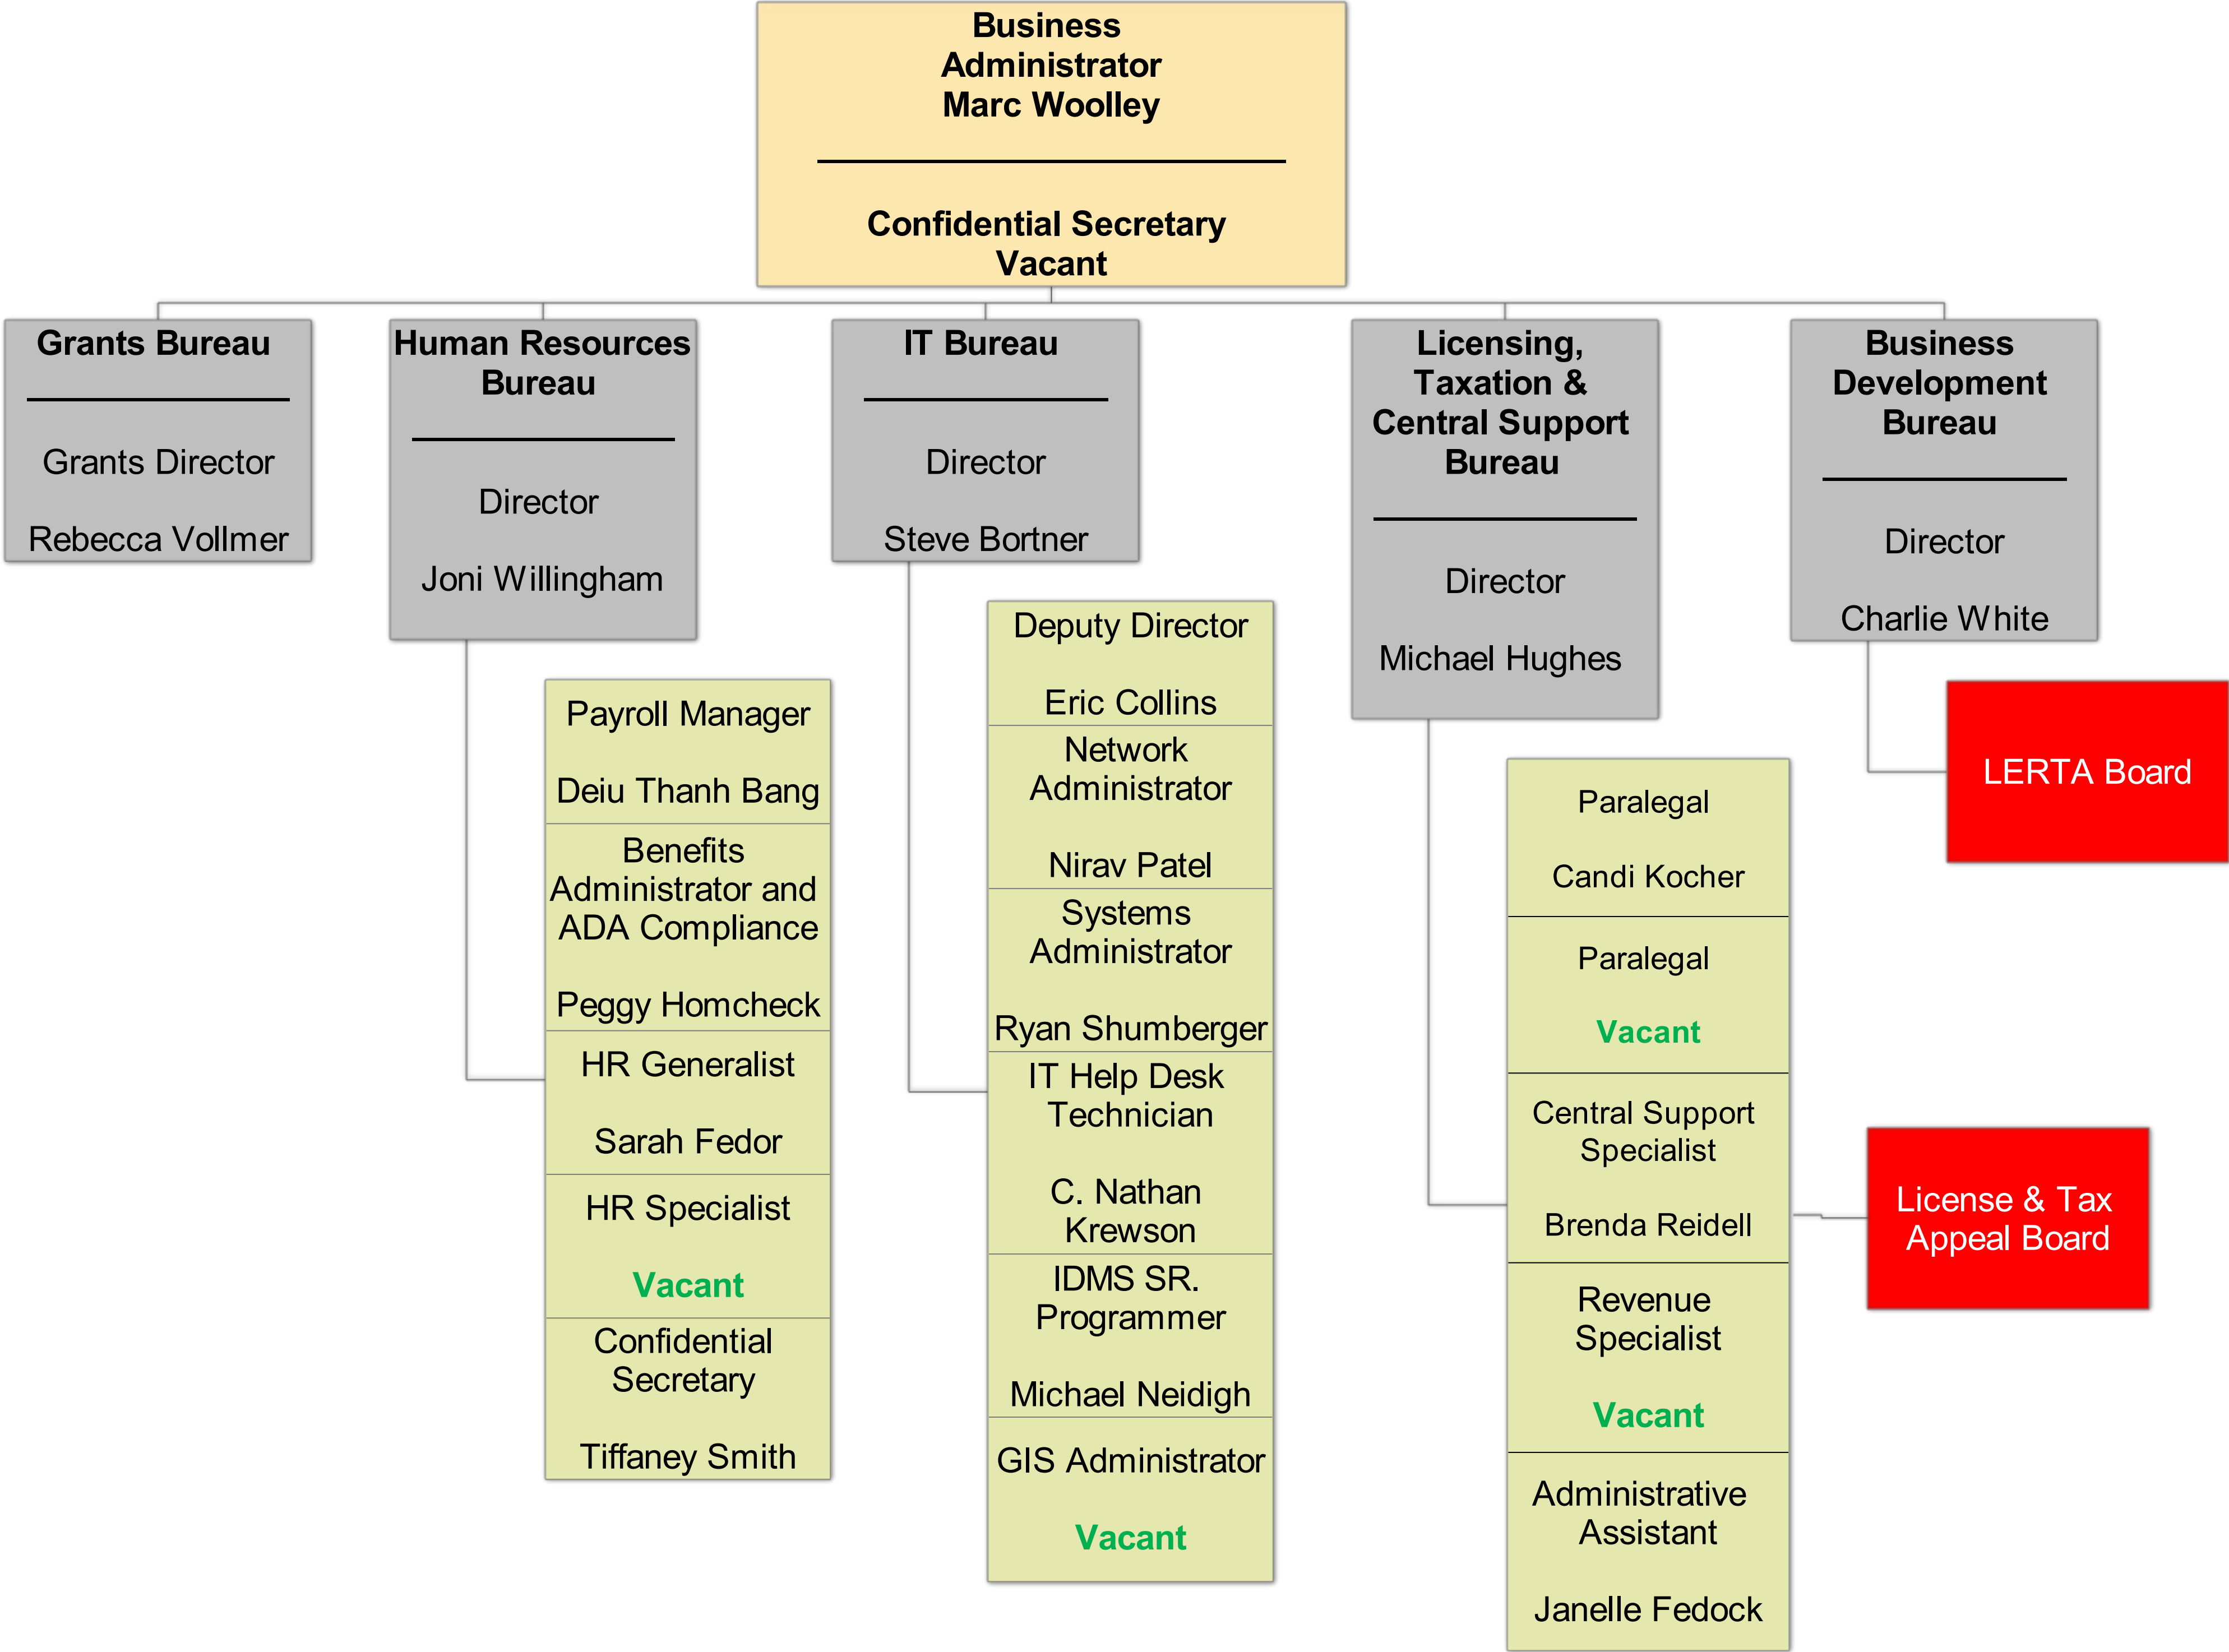 Business
Administrator
Marc Woolley
Confidential Secretary
Vacant
Grants Bureau
Grants Director
Rebecca Vollmer
Human Resources
Bureau
Director
Joni Willingham
Payroll Manager
Deiu Thanh Bang
Benefits
Administrator and
ADA Compliance
Peggy Homcheck
HR Generalist
Sarah Fedor
HR Specialist
Vacant
Confidential
Secretary
Tiffaney Smith
IT Bureau
Director
Steve Bortner
Deputy Director
Eric Collins
Network
Administrator
Nirav Patel
Systems
Administrator
Ryan Shumberger
IT Help Desk
Technician
C. Nathan
Krewson
IDMS SR.
Programmer
Michael Neidigh
GIS Administrator
Vacant
Licensing,
Taxation &
Central Support
Bureau
Director
Michael Hughes
Paralegal
Candi Kocher
Paralegal
Vacant
Central Support
Specialist
Brenda Reidell
Revenue
Specialist
Vacant
Administrative
Assistant
Janelle Fedock
License & Tax
Appeal Board
Business
Development
Bureau
Director
Charlie White
LERTA Board